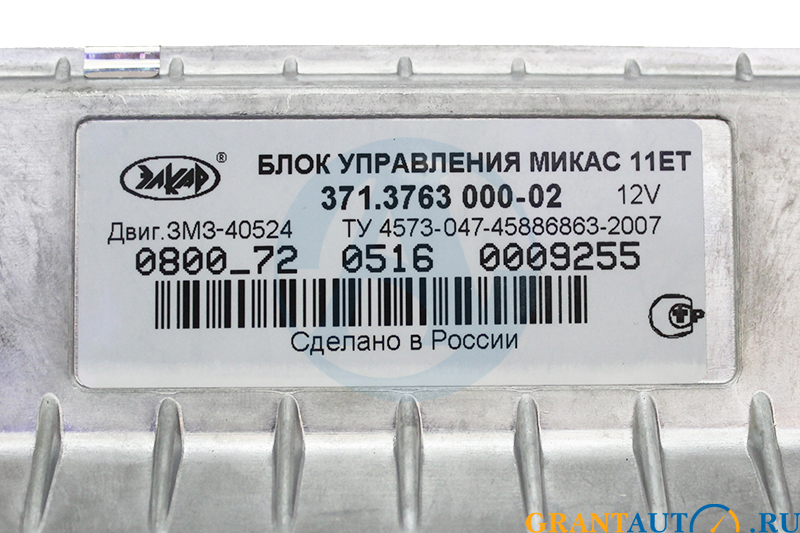 ЭЛКАР®
БЛОК УПРАВЛЕНИЯ МИКАС 11ЕТ
371.3763 000-02 12V
Двиг.ЗМЗ-40524 ТУ 4573-047-45886863-2007
0800_72 0516 0009255
Сделано в России
GRANTAUTO.RU